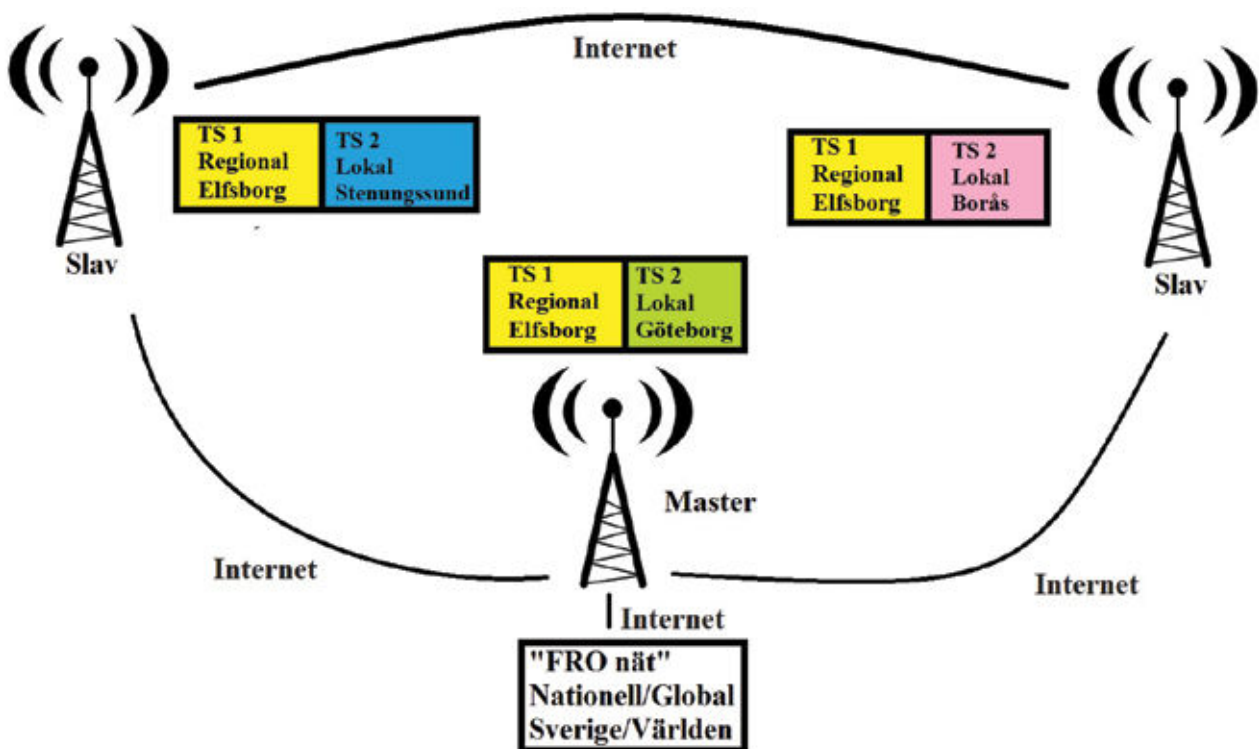 Internet
TS 1
Regional
Elfsborg
TS 2
Lokal
Stenungssund
TS 1
Regional
Elfsborg
TS 2
Lokal
Borås
Slav
Slav
TS 1
Regional
Elfsborg
TS 2
Lokal
Göteborg
Master
Internet
Internet
Internet
"FRO nät"
Nationell/Global
Sverige/Världen